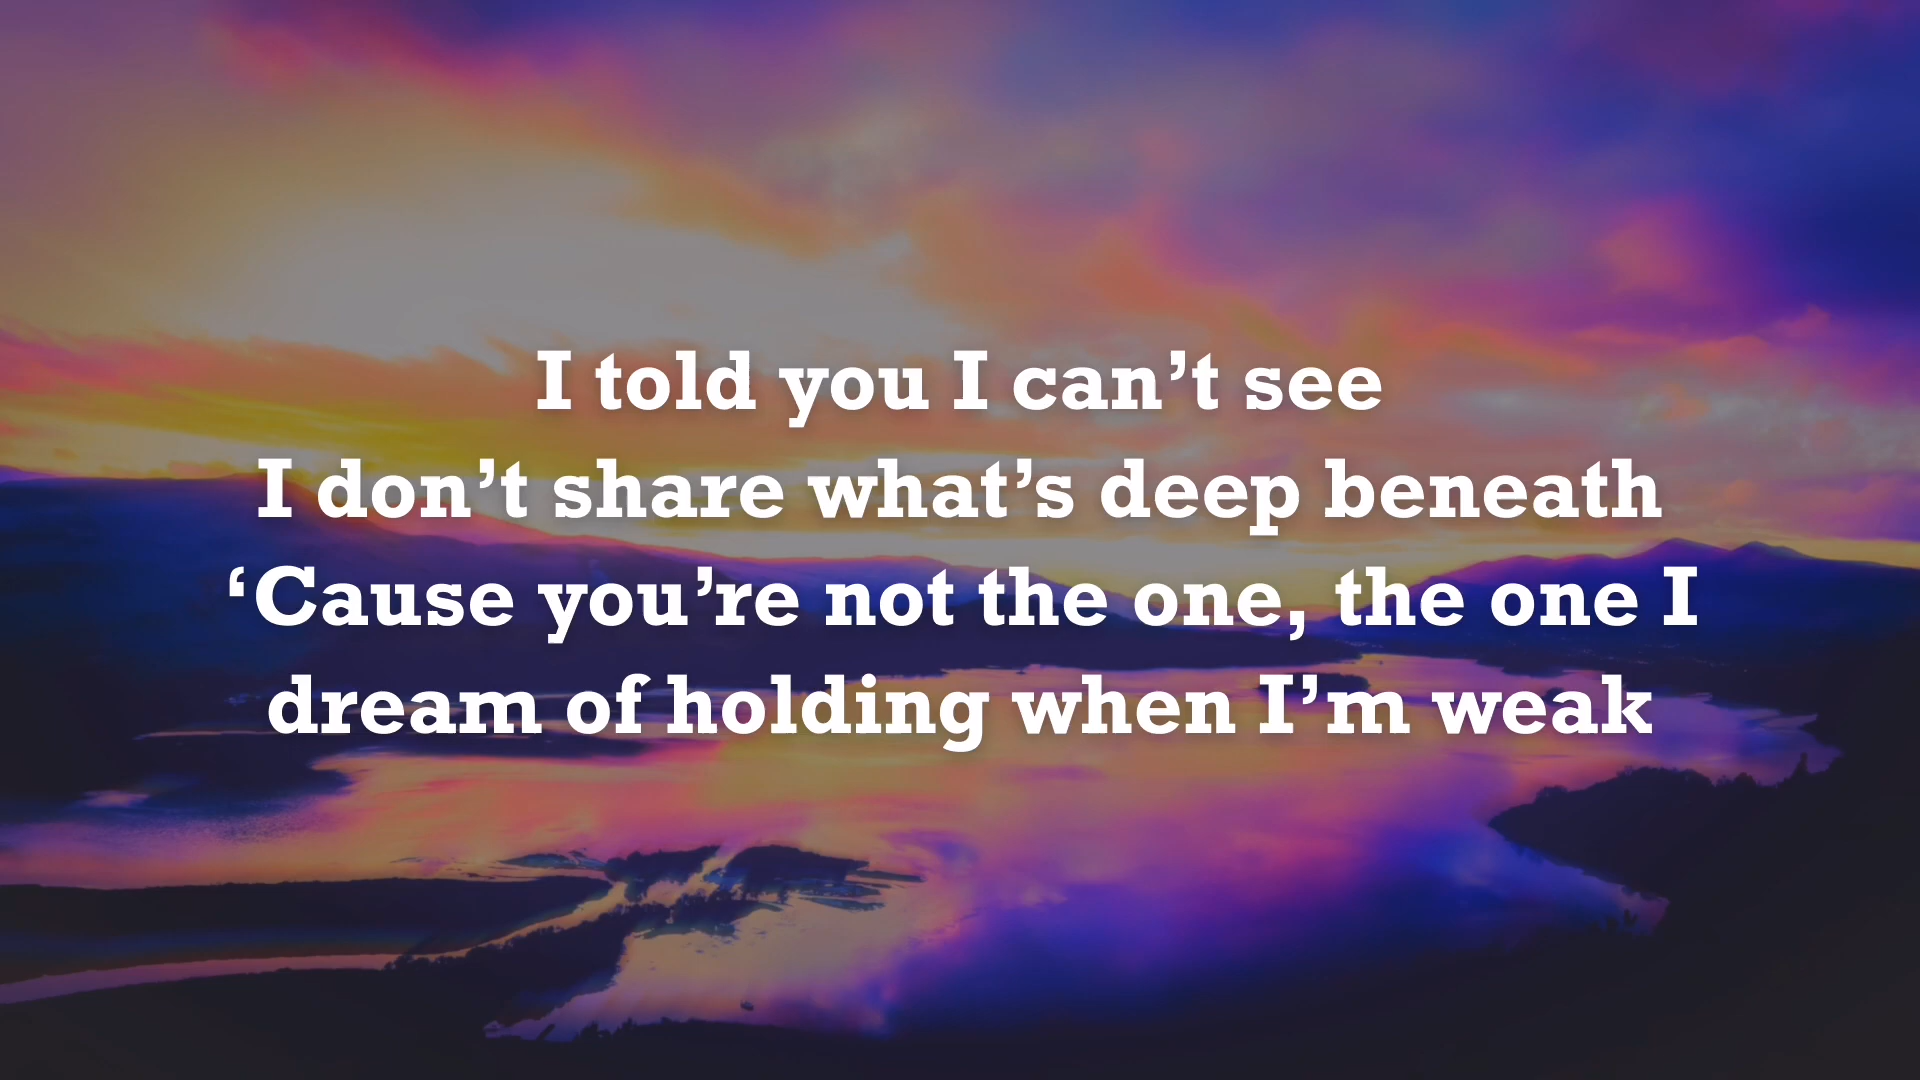 I told you I can’t see
I don’t share what’s deep beneath
‘Cause you’re not the one, the one I
dream of holding when I’m weak